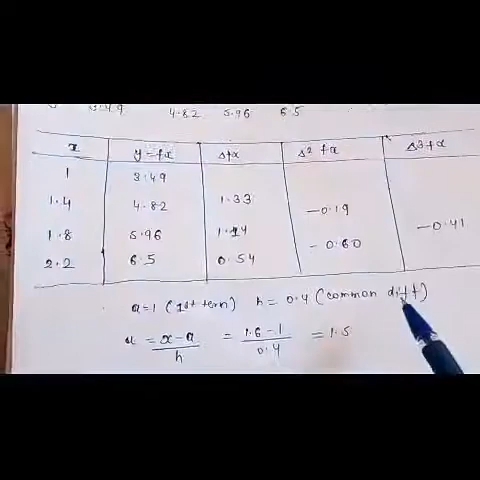 3.49 4.82 5.96 6.5
x y=fx Δfx Δ² fx Δ3 fx
1 3.49
1.4 4.82 1.33 -0.19
1.8 5.96 1.14 -0.41
2.2 6.5 0.54 -0.60
a=1 (1st term) h= 0.4 (common diff)
u = x-a / h = 1.6-1 / 0.4 = 1.5